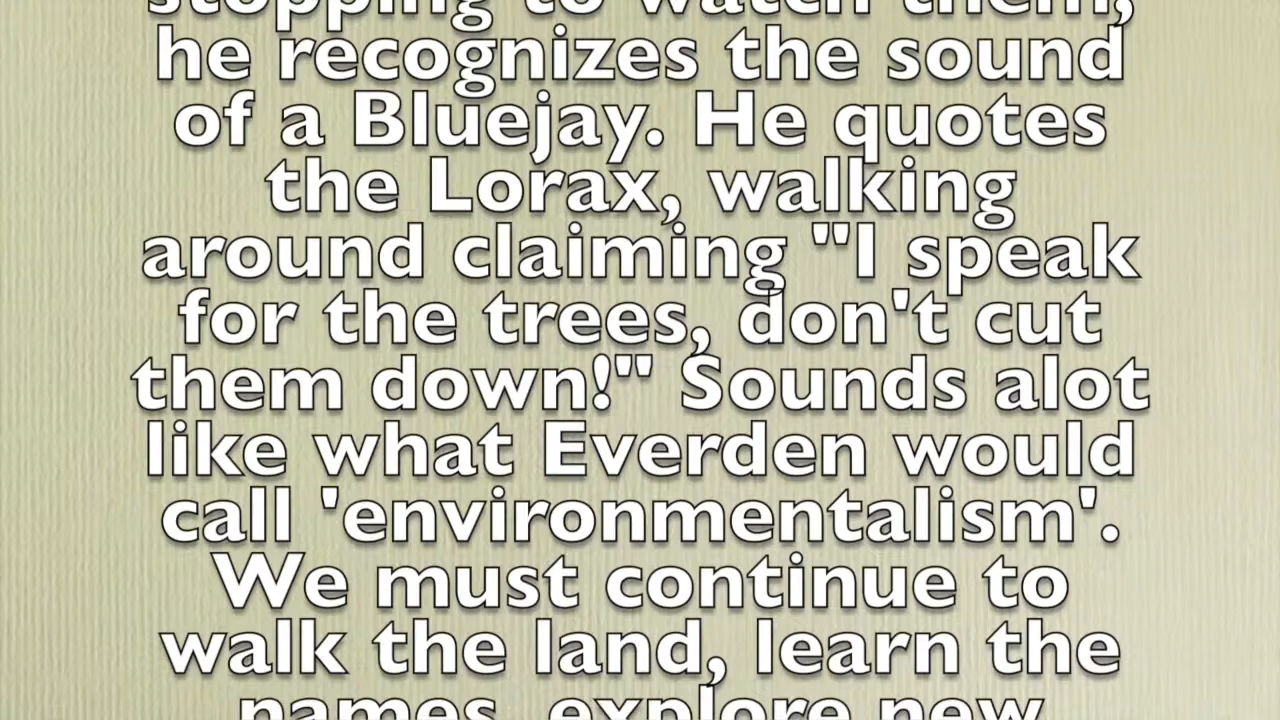 stopping to watch them,
he recognizes the sound
of a Bluejay. He quotes
the Lorax, walking
around claiming "I speak
for the trees, don't cut
them down!" Sounds alot
like what Everden would
call 'environmentalism'.
We must continue to
walk the land, learn the
names, explore new